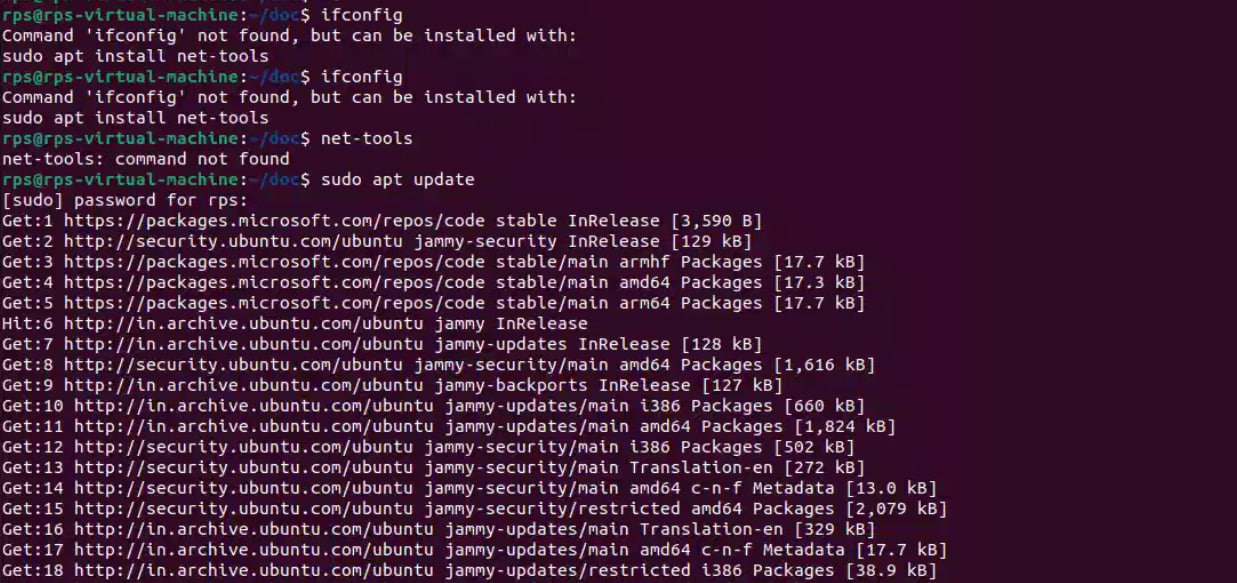 rps@rps-virtual-machine:~/doc$ ifconfig
Command 'ifconfig' not found, but can be installed with:
sudo apt install net-tools
rps@rps-virtual-machine:~/doc$ ifconfig
Command 'ifconfig' not found, but can be installed with:
sudo apt install net-tools
rps@rps-virtual-machine:~/doc$ net-tools
net-tools: command not found
rps@rps-virtual-machine:~/doc$ sudo apt update
[sudo] password for rps:
Get:1 https://packages.microsoft.com/repos/code stable InRelease [3,590 B]
Get:2 http://security.ubuntu.com/ubuntu jammy-security InRelease [129 kB]
Get:3 https://packages.microsoft.com/repos/code stable/main armhf Packages [17.7 kB]
Get:4 https://packages.microsoft.com/repos/code stable/main amd64 Packages [17.3 kB]
Get:5 https://packages.microsoft.com/repos/code stable/main arm64 Packages [17.7 kB]
Hit:6 http://in.archive.ubuntu.com/ubuntu jammy InRelease
Get:7 http://in.archive.ubuntu.com/ubuntu jammy-updates InRelease [128 kB]
Get:8 http://security.ubuntu.com/ubuntu jammy-security/main amd64 Packages [1,616 kB]
Get:9 http://in.archive.ubuntu.com/ubuntu jammy-backports InRelease [127 kB]
Get:10 http://in.archive.ubuntu.com/ubuntu jammy-updates/main i386 Packages [660 kB]
Get:11 http://in.archive.ubuntu.com/ubuntu jammy-updates/main amd64 Packages [1,824 kB]
Get:12 http://security.ubuntu.com/ubuntu jammy-security/main i386 Packages [502 kB]
Get:13 http://security.ubuntu.com/ubuntu jammy-security/main Translation-en [272 kB]
Get:14 http://security.ubuntu.com/ubuntu jammy-security/main amd64 c-n-f Metadata [13.0 kB]
Get:15 http://security.ubuntu.com/ubuntu jammy-security/restricted amd64 Packages [2,079 kB]
Get:16 http://in.archive.ubuntu.com/ubuntu jammy-updates/main Translation-en [329 kB]
Get:17 http://in.archive.ubuntu.com/ubuntu jammy-updates/main amd64 c-n-f Metadata [17.7 kB]
Get:18 http://in.archive.ubuntu.com/ubuntu jammy-updates/restricted i386 Packages [38.9 kB]